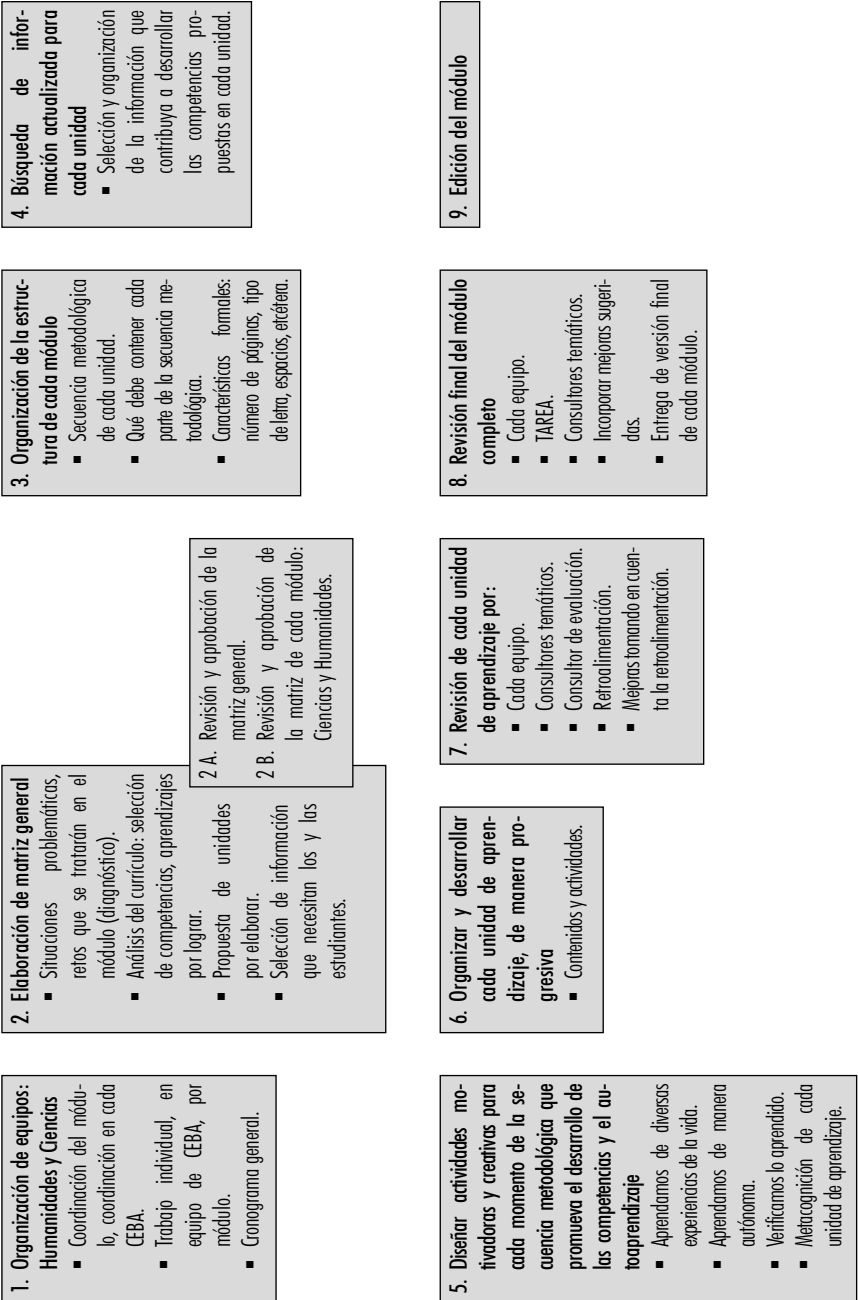 1. Organización de equipos:
Humanidades y Ciencias
▪ Coordinación del módu-
lo, coordinación en cada
CEBA.
▪ Trabajo individual, en
equipo de CEBA, por
módulo.
▪ Cronograma general.
2. Elaboración de matriz general
▪ Situaciones problemáticas,
retos que se tratarán en el
módulo (diagnóstico).
▪ Análisis del currículo: selección
de competencias, aprendizajes
por lograr.
▪ Propuesta de unidades
por elaborar.
▪ Selección de información
que necesitan los y las
estudiantes.
2 A. Revisión y aprobación de la
matriz general.
2 B. Revisión y aprobación de
la matriz de cada módulo:
Ciencias y Humanidades.
3. Organización de la estruc-
tura de cada módulo
▪ Secuencia metodológica
de cada unidad.
▪ Qué debe contener cada
parte de la secuencia me-
todológica.
▪ Características formales:
número de páginas, tipo
de letra, espacios, etcétera.
4. Búsqueda de infor-
mación actualizada para
cada unidad
▪ Selección y organización
de la información que
contribuya a desarrollar
las competencias pro-
puestas en cada unidad.
5. Diseñar actividades mo-
tivadoras y creativas para
cada momento de la se-
cuencia metodológica que
promueva el desarrollo de
las competencias y el au-
toaprendizaje
▪ Aprendamos de diversas
experiencias de la vida.
▪ Aprendamos de manera
autónoma.
▪ Verificamos lo aprendido.
▪ Metacognición de cada
unidad de aprendizaje.
6. Organizar y desarrollar
cada unidad de apren-
dizaje, de manera pro-
gresiva
▪ Contenidos y actividades.
7. Revisión de cada unidad
de aprendizaje por:
▪ Cada equipo.
▪ Consultores temáticos.
▪ Consultor de evaluación.
▪ Retroalimentación.
▪ Mejoras tomando en cuen-
ta la retroalimentación.
8. Revisión final del módulo
completo
▪ Cada equipo.
▪ TAREA.
▪ Consultores temáticos.
▪ Incorporar mejoras sugeri-
das.
▪ Entrega de versión final
de cada módulo.
9. Edición del módulo